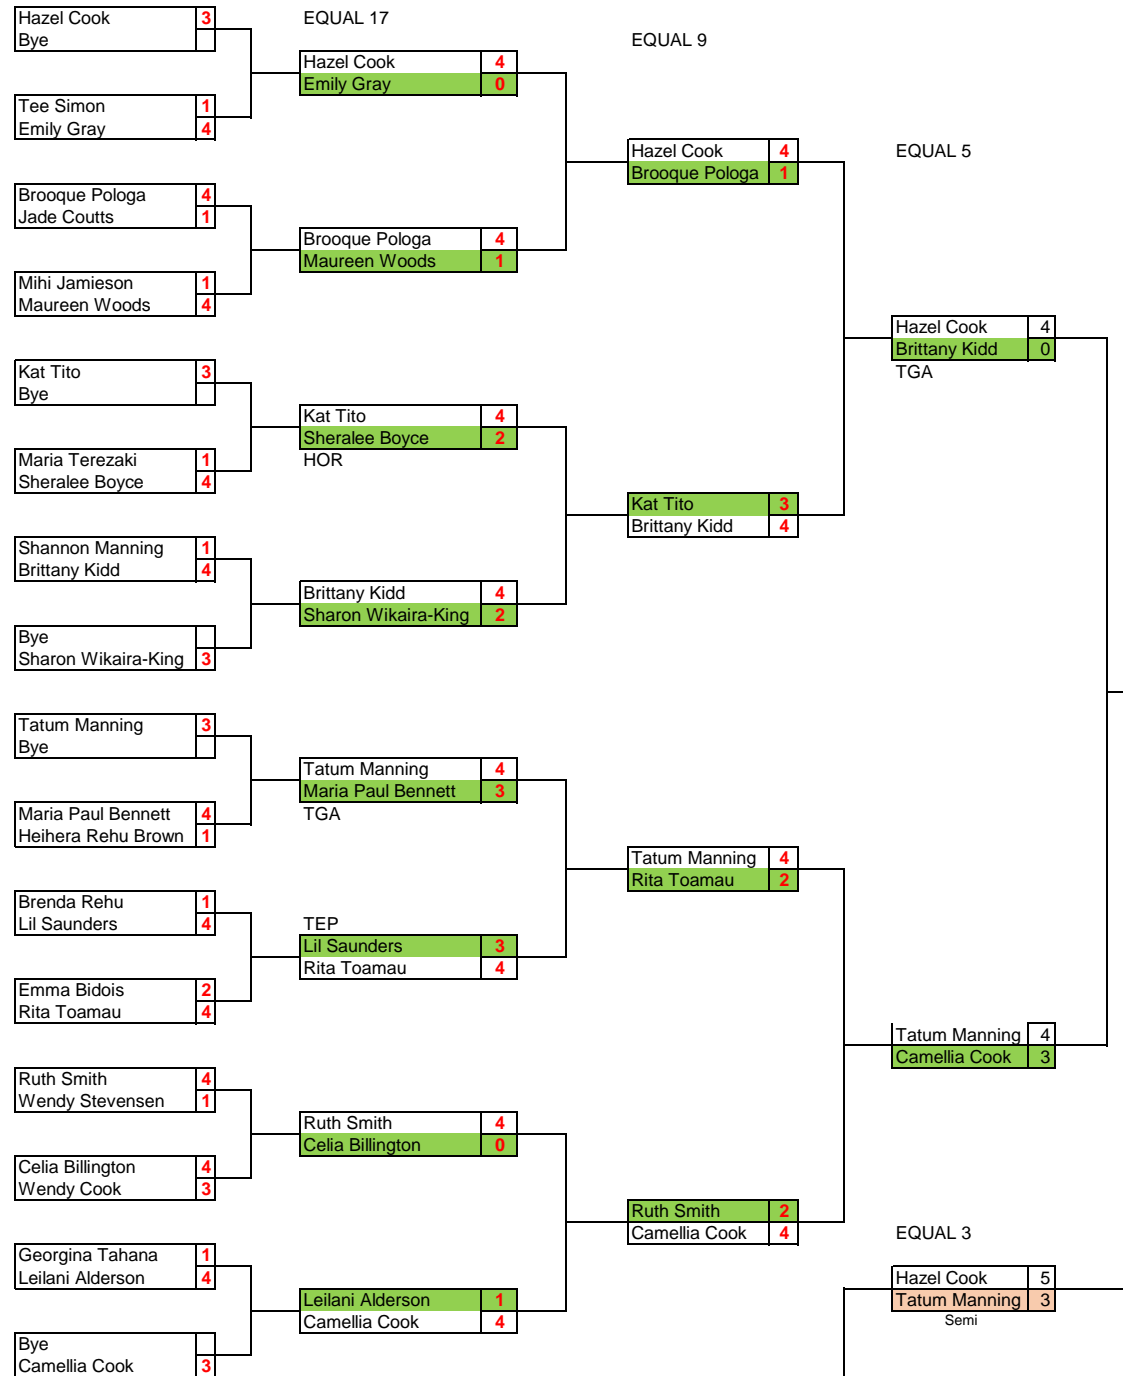 Hazel Cook 3
Bye
Tee Simon 1
Emily Gray 4
Brooque Pologa 4
Jade Coutts 1
Mihi Jamieson 1
Maureen Woods 4
Kat Tito 3
Bye
Maria Terezaki 1
Sheralee Boyce 4
Shannon Manning 1
Brittany Kidd 4
Bye
Sharon Wikaira-King 3
Tatum Manning 3
Bye
Maria Paul Bennett 4
Heihera Rehu Brown 1
Brenda Rehu 1
Lil Saunders 4
Emma Bidois 2
Rita Toamau 4
Ruth Smith 4
Wendy Stevensen 1
Celia Billington 4
Wendy Cook 3
Georgina Tahana 1
Leilani Alderson 4
Bye
Camellia Cook 3
EQUAL 17
Hazel Cook 4
Emily Gray 0
Brooque Pologa 4
Maureen Woods 1
Kat Tito 4
Sheralee Boyce 2
HOR
Brittany Kidd 4
Sharon Wikaira-King 2
Tatum Manning 4
Maria Paul Bennett 3
TGA
TEP
Lil Saunders 3
Rita Toamau 4
Ruth Smith 4
Celia Billington 0
Leilani Alderson 1
Camellia Cook 4
EQUAL 9
Hazel Cook 4
Brooque Pologa 1
Kat Tito 3
Brittany Kidd 4
Tatum Manning 4
Rita Toamau 2
Ruth Smith 2
Camellia Cook 4
EQUAL 5
Hazel Cook 4
Brittany Kidd 0
TGA
Tatum Manning 4
Camellia Cook 3
EQUAL 3
Hazel Cook 5
Tatum Manning 3
Semi